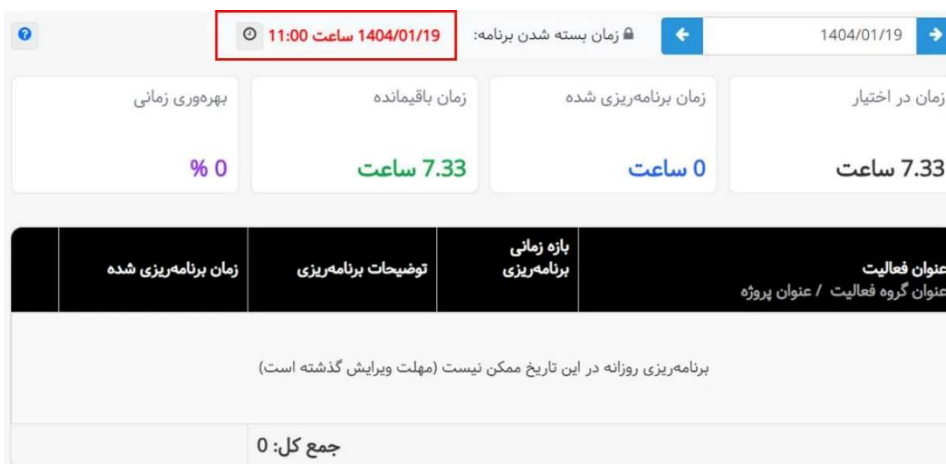 1404/01/19
زمان بسته شدن برنامه:
1404/01/19 ساعت 11:00
زمان در اختیار
7.33 ساعت
زمان برنامه‌ریزی شده
0 ساعت
زمان باقیمانده
7.33 ساعت
بهره‌وری زمانی
0 %
عنوان فعالیت
عنوان گروه فعالیت / عنوان پروژه
بازه زمانی
برنامه‌ریزی
توضیحات برنامه‌ریزی
زمان برنامه‌ریزی شده
برنامه‌ریزی روزانه در این تاریخ ممکن نیست (مهلت ویرایش گذشته است)
جمع کل: 0